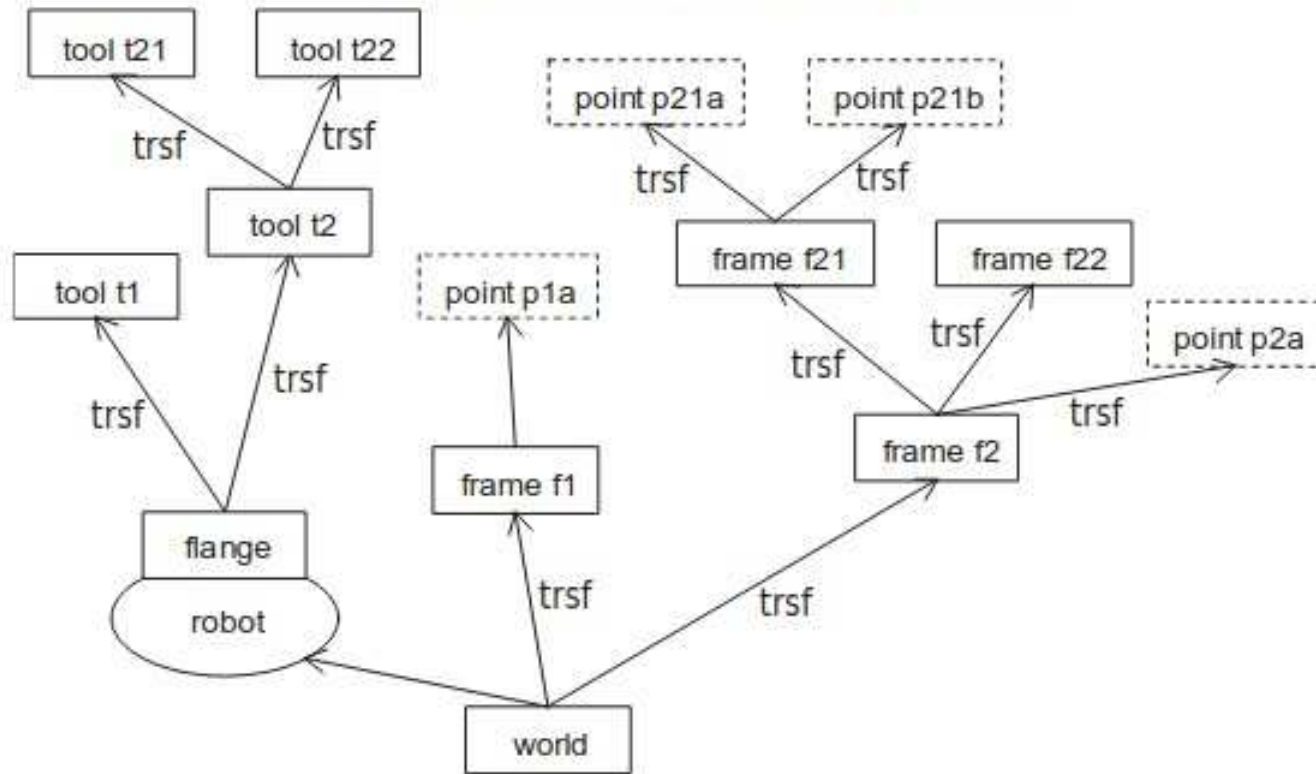 tool t21
tool t22
point p21a
point p21b
trsf
trsf
trsf
trsf
tool t2
frame f21
frame f22
tool t1
point p1a
point p2a
trsf
trsf
trsf
trsf
trsf
frame f2
frame f1
flange
trsf
trsf
robot
world